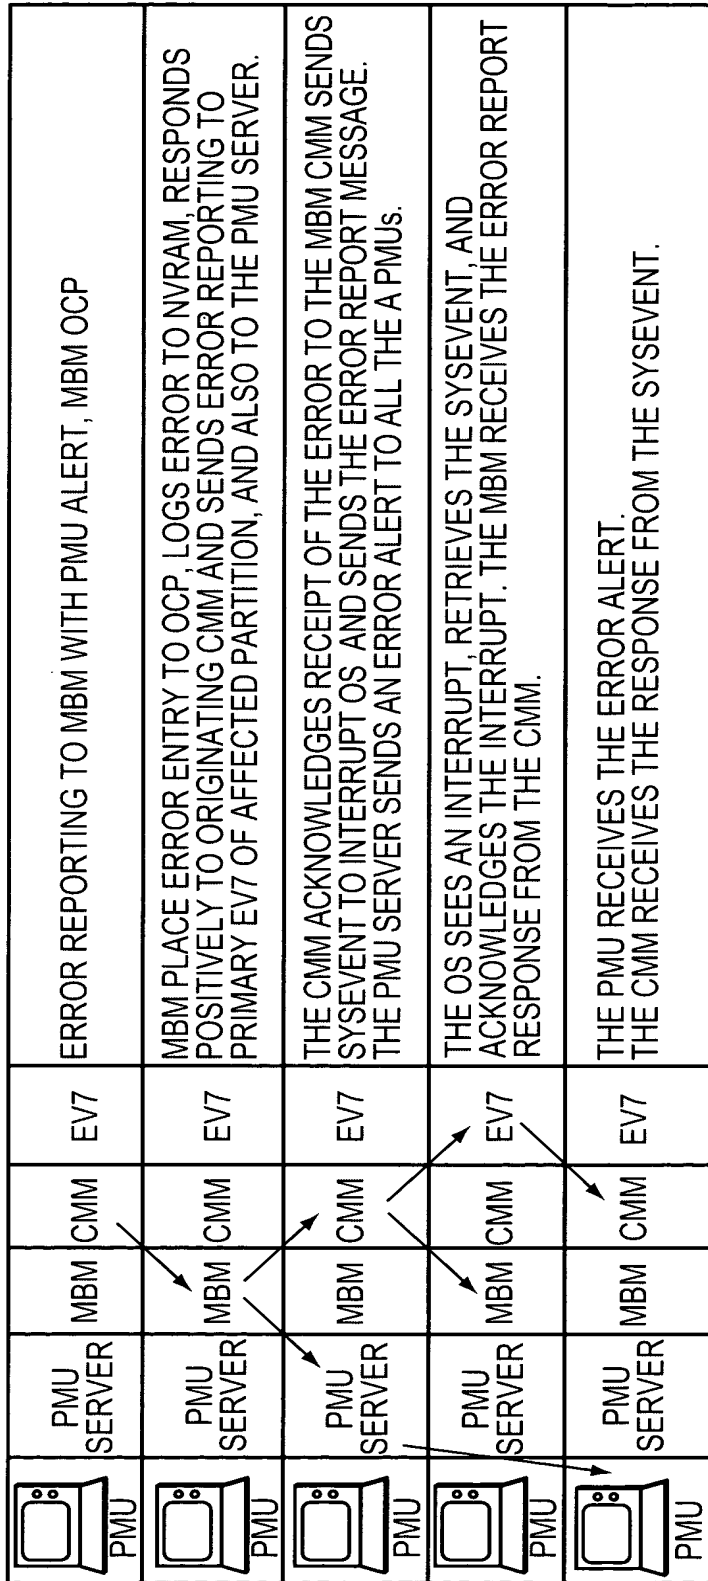 PMU
PMU
SERVER
MBM
CMM
EV7
ERROR REPORTING TO MBM WITH PMU ALERT, MBM OCP
PMU
PMU
SERVER
MBM
CMM
EV7
MBM PLACE ERROR ENTRY TO OCP, LOGS ERROR TO NVRAM, RESPONDS
POSITIVELY TO ORIGINATING CMM AND SENDS ERROR REPORTING TO
PRIMARY EV7 OF AFFECTED PARTITION, AND ALSO TO THE PMU SERVER.
PMU
PMU
SERVER
MBM
CMM
EV7
THE CMM ACKNOWLEDGES RECEIPT OF THE ERROR TO THE MBM CMM SENDS
SYSEVENT TO INTERRUPT OS AND SENDS THE ERROR REPORT MESSAGE.
THE PMU SERVER SENDS AN ERROR ALERT TO ALL THE A PMUs.
PMU
PMU
SERVER
MBM
CMM
EV7
THE OS SEES AN INTERRUPT, RETRIEVES THE SYSEVENT, AND
ACKNOWLEDGES THE INTERRUPT. THE MBM RECEIVES THE ERROR REPORT
RESPONSE FROM THE CMM.
PMU
PMU
SERVER
MBM
CMM
EV7
THE PMU RECEIVES THE ERROR ALERT.
THE CMM RECEIVES THE RESPONSE FROM THE SYSEVENT.